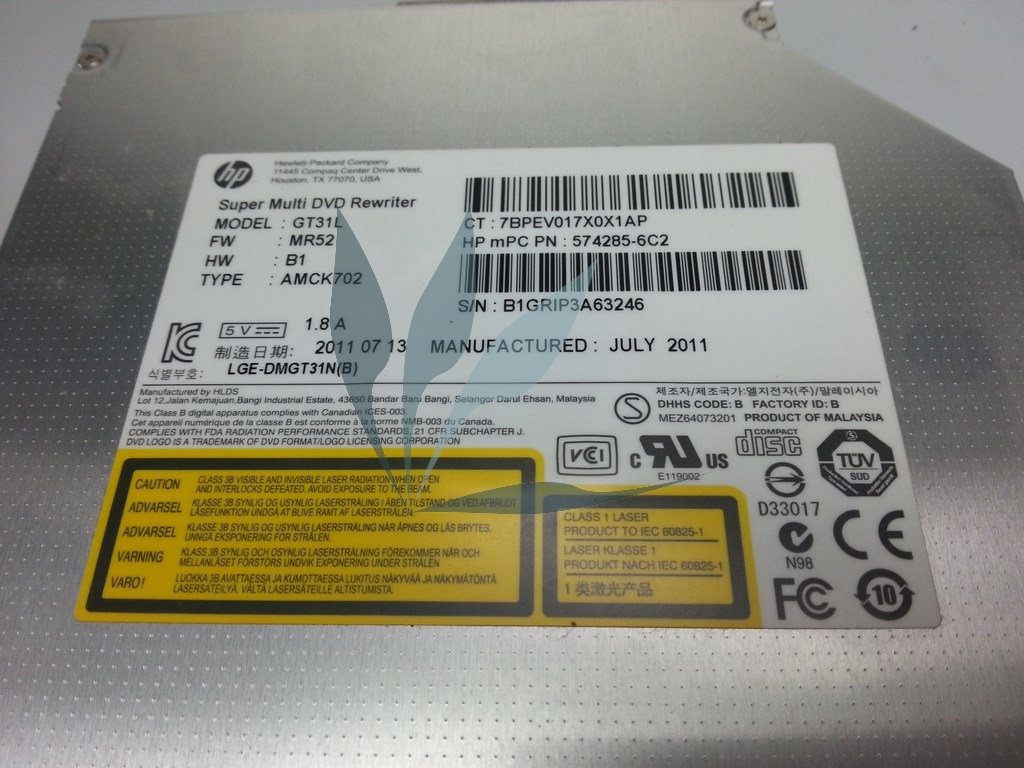 hp
Hewlett-Packard Company
11445 Compaq Center Drive West,
Houston, TX 77070, USA
Super Multi DVD Rewriter
MODEL : GT31L
FW : MR52
HW : B1
TYPE : AMCK702
CT : 7BPEV017X0X1AP
HP mPC PN : 574285-6C2
S/N : B1GRIP3A63246
5 V 1.8 A
制造日期: 2011 07 13 MANUFACTURED : JULY 2011
식별부호: LGE-DMGT31N(B)
Manufactured by HLDS
Lot 12,Jalan Kemajuan,Bangi Industrial Estate, 43650 Bandar Baru Bangi, Selangor Darul Ehsan, Malaysia
This Class B digital apparatus complies with Canadian ICES-003.
Cet appareil numérique de la classe B est conforme à la norme NMB-003 du Canada.
COMPLIES WITH FDA RADIATION PERFORMANCE STANDARDS, 21 CFR SUBCHAPTER J.
DVD LOGO IS A TRADEMARK OF DVD FORMAT/LOGO LICENSING CORPORATION
제조자/제조국가:엘지전자(주)/말레이시아
DHHS CODE: B FACTORY ID: B
MEZ64073201 PRODUCT OF MALAYSIA
CAUTION CLASS 3B VISIBLE AND INVISIBLE LASER RADIATION WHEN OPEN
AND INTERLOCKS DEFEATED. AVOID EXPOSURE TO THE BEAM.
ADVARSEL KLASSE 3B SYNLIG OG USYNLIG LASERSTRÅLING I ÅBEN TILSTAND OG VED AFBRUGT
LÅSEFUNKTION UNDGÅ AT BLIVE RAMT AF LASERSTRÅLEN.
ADVARSEL KLASSE 3B SYNLIG OG USYNLIG LASERSTRÅLING NÅR ÅPNES OG LÅS BRYTES.
UNNGÅ EKSPONERING FOR STRÅLEN.
VARNING KLASS 3B SYNLIG OCH OSYNLIG LASERSTRÅLNING FÖREKOMMER NÄR OCH
MELLANLÅSET FÖRSTÖRS UNDVIK EXPONERING UNDER STRÅLEN
VARO! LUOKKA 3B AVATTAESSA JA KUMOTTAESSA LUKITUS NÄKYVÄÄ JA NÄKYMÄTÖNTÄ
LASERSÄTEILYÄ. VÄLTÄ LASERSÄTEILLE ALTISTUMISTA.
CLASS 1 LASER
PRODUCT TO IEC 60825-1
LASER KLASSE 1
PRODUKT NACH IEC 60825-1
1 类激光产品
VCI
c RU US
E119002
COMPACT
disc
S
TÜV
SÜD
D33017
N98
CE
FC
10